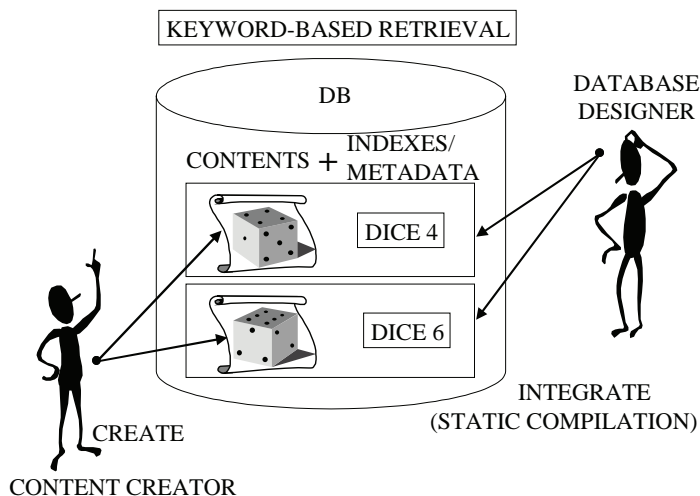 KEYWORD-BASED RETRIEVAL
DB
DATABASE
DESIGNER
CONTENTS + INDEXES/
METADATA
DICE 4
DICE 6
INTEGRATE
(STATIC COMPILATION)
CREATE
CONTENT CREATOR